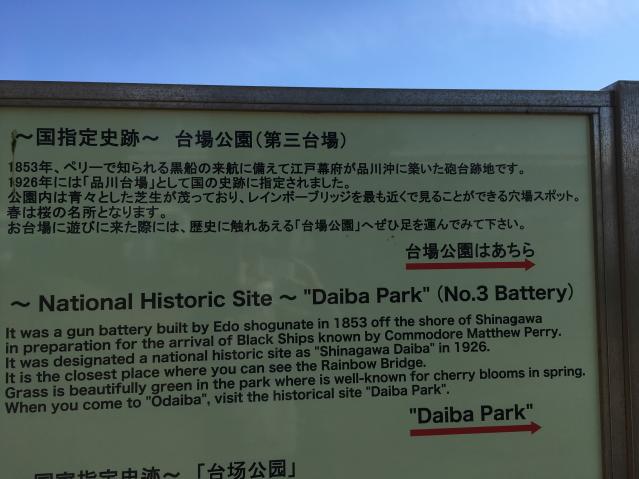 ～国指定史跡～ 台場公園(第三台場)
1853年、ペリーで知られる黒船の来航に備えて江戸幕府が品川沖に築いた砲台跡地です。
1926年には「品川台場」として国の史跡に指定されました。
公園内は青々とした芝生が茂っており、レインボーブリッジを最も近くで見ることができる穴場スポット。
春は桜の名所となります。
お台場に遊びに来た際には、歴史に触れあえる「台場公園」へぜひ足を運んでみて下さい。
台場公園はあちら
～ National Historic Site ～ "Daiba Park" (No.3 Battery)
It was a gun battery built by Edo shogunate in 1853 off the shore of Shinagawa
in preparation for the arrival of Black Ships known by Commodore Matthew Perry.
It was designated a national historic site as "Shinagawa Daiba" in 1926.
It is the closest place where you can see the Rainbow Bridge.
Grass is beautifully green in the park where is well-known for cherry blooms in spring.
When you come to "Odaiba", visit the historical site "Daiba Park".
"Daiba Park"
国家指定史迹～ 「台场公园」